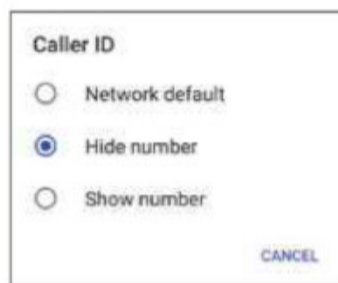 Caller ID
Network default
Hide number
Show number
CANCEL